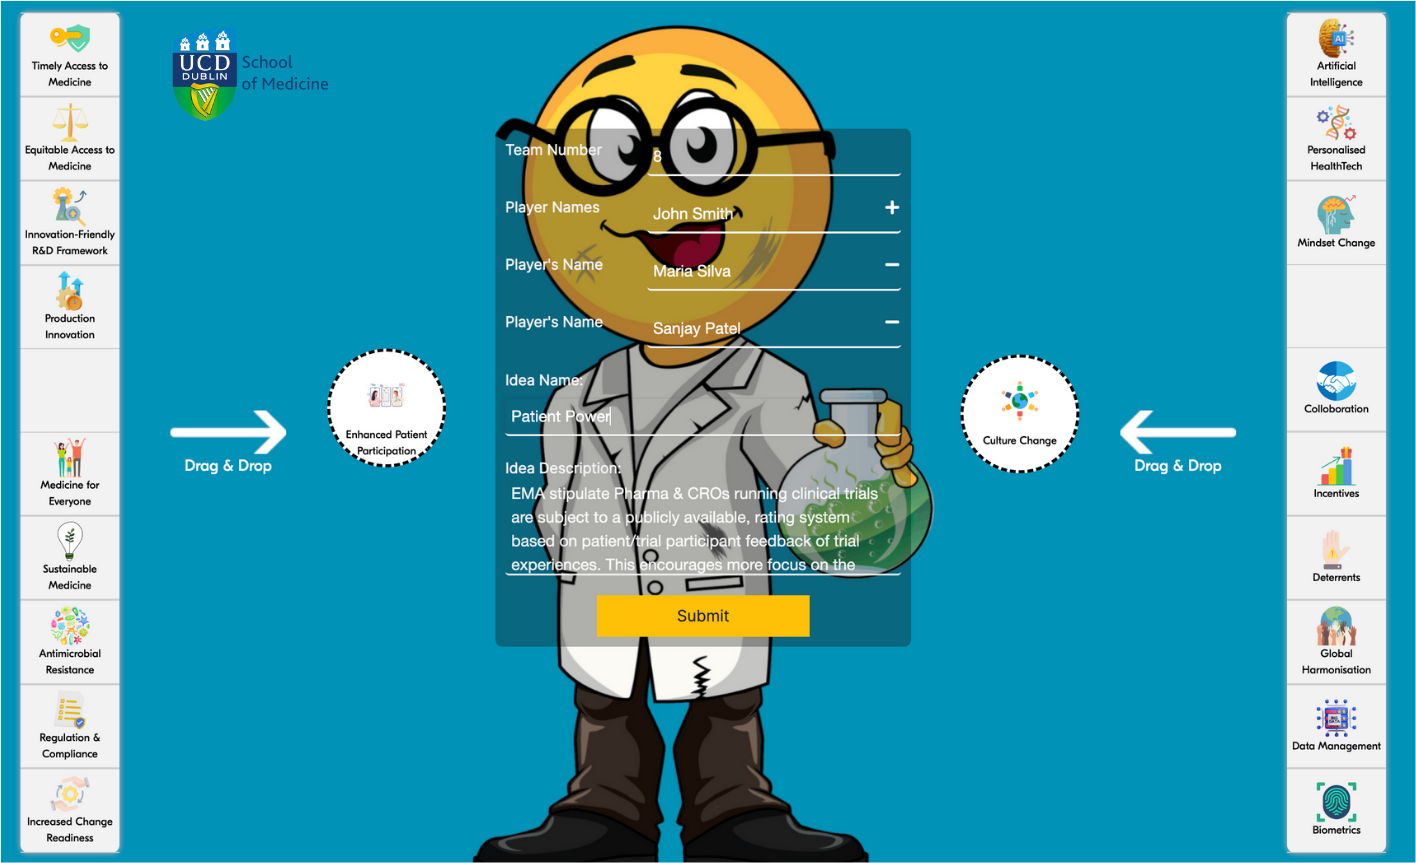 Timely Access to
Medicine
Equitable Access to
Medicine
Innovation-Friendly
R&D Framework
Production
Innovation
Medicine for
Everyone
Sustainable
Medicine
Antimicrobial
Resistance
Regulation &
Compliance
Increased Change
Readiness
UCD
DUBLIN
School
of Medicine
Drag & Drop
Enhanced Patient
Participation
Team Number
8
Player Names
John Smith
+
Player's Name
Maria Silva
−
Player's Name
Sanjay Patel
−
Idea Name:
Patient Power
Idea Description:
EMA stipulate Pharma & CROs running clinical trials
are subject to a publicly available, rating system
based on patient/trial participant feedback of trial
experiences. This encourages more focus on the
Submit
Culture Change
Drag & Drop
AI
Artificial
Intelligence
Personalised
HealthTech
Mindset Change
Colloboration
Incentives
Deterrents
Global
Harmonisation
BIG
DATA
Data Management
Biometrics